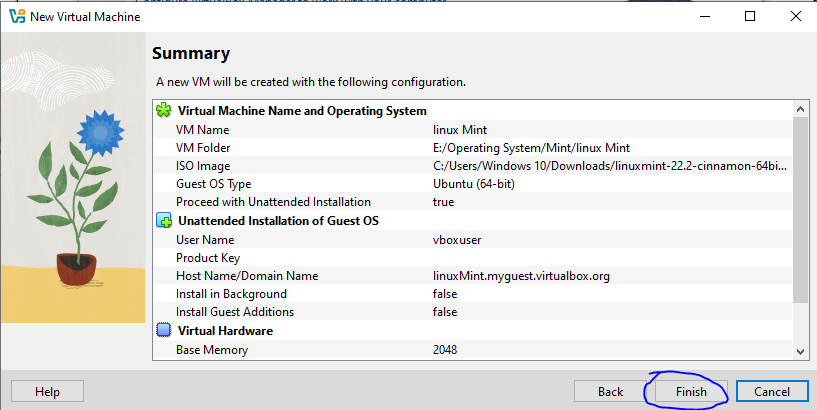 New Virtual Machine
Summary
A new VM will be created with the following configuration.
Virtual Machine Name and Operating System
VM Name linux Mint
VM Folder E:/Operating System/Mint/linux Mint
ISO Image C:/Users/Windows 10/Downloads/linuxmint-22.2-cinnamon-64bi...
Guest OS Type Ubuntu (64-bit)
Proceed with Unattended Installation true
Unattended Installation of Guest OS
User Name vboxuser
Product Key
Host Name/Domain Name linuxMint.myguest.virtualbox.org
Install in Background false
Install Guest Additions false
Virtual Hardware
Base Memory 2048
Help Back Finish Cancel